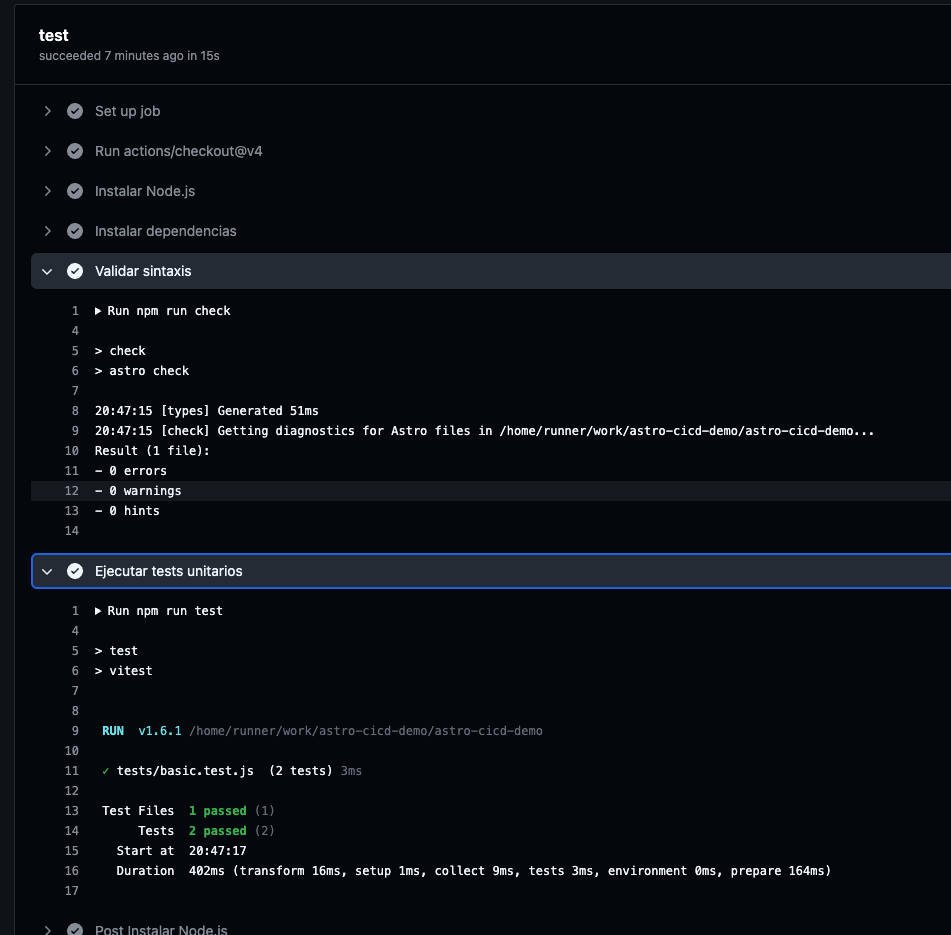 test
succeeded 7 minutes ago in 15s
Set up job
Run actions/checkout@v4
Instalar Node.js
Instalar dependencias
Validar sintaxis
1 ▶ Run npm run check
4
5 > check
6 > astro check
7
8 20:47:15 [types] Generated 51ms
9 20:47:15 [check] Getting diagnostics for Astro files in /home/runner/work/astro-cicd-demo/astro-cicd-demo...
10 Result (1 file):
11 - 0 errors
12 - 0 warnings
13 - 0 hints
14
Ejecutar tests unitarios
1 ▶ Run npm run test
4
5 > test
6 > vitest
7
8
9 RUN v1.6.1 /home/runner/work/astro-cicd-demo/astro-cicd-demo
10
11 ✓ tests/basic.test.js (2 tests) 3ms
12
13 Test Files 1 passed (1)
14 Tests 2 passed (2)
15 Start at 20:47:17
16 Duration 402ms (transform 16ms, setup 1ms, collect 9ms, tests 3ms, environment 0ms, prepare 164ms)
17
Post Instalar Node.js